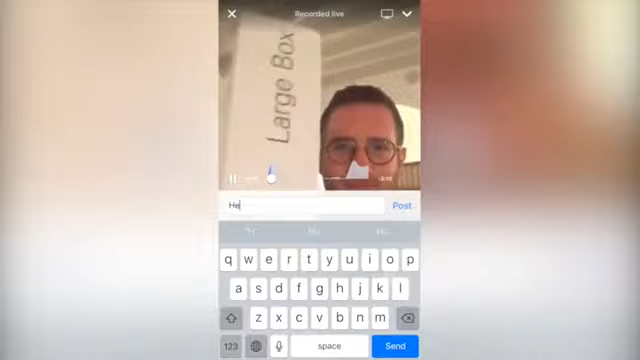 Recorded live
Large Box
He
Post
q w e r t y u i o p
a s d f g h j k l
z x c v b n m
123 space Send